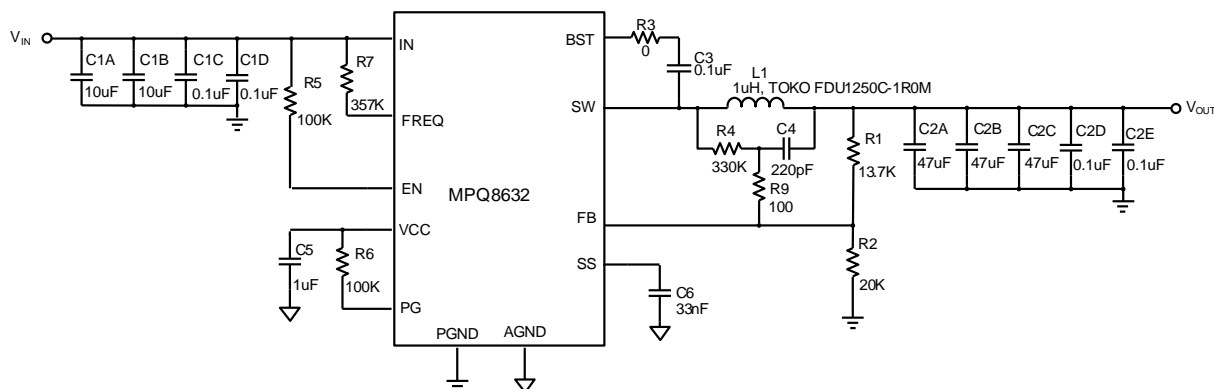 VIN
C1A
10uF
C1B
10uF
C1C
0.1uF
C1D
0.1uF
R5
100K
R7
357K
C5
1uF
R6
100K
IN
FREQ
EN
VCC
PG
MPQ8632
PGND
AGND
BST
SW
FB
SS
R3
0
C3
0.1uF
L1
1uH, TOKO FDU1250C-1R0M
R4
330K
C4
220pF
R9
100
R1
13.7K
R2
20K
C6
33nF
C2A
47uF
C2B
47uF
C2C
47uF
C2D
0.1uF
C2E
0.1uF
VOUT